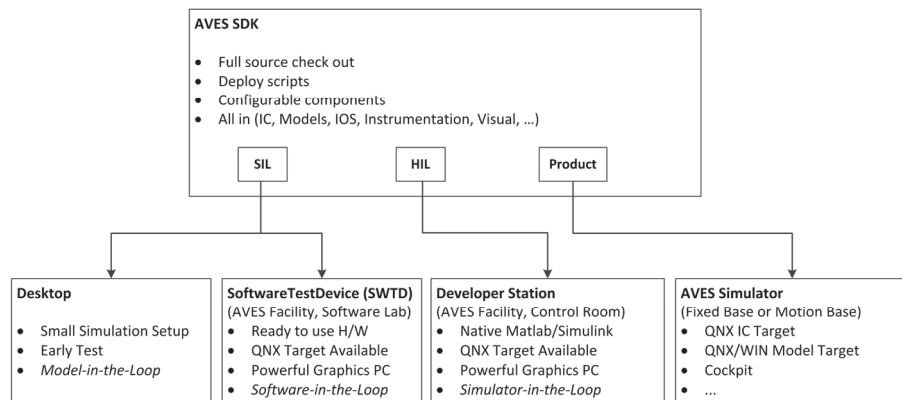 AVES SDK
• Full source check out
• Deploy scripts
• Configurable components
• All in (IC, Models, IOS, Instrumentation, Visual, ...)
SIL
HIL
Product
Desktop
• Small Simulation Setup
• Early Test
• Model-in-the-Loop
SoftwareTestDevice (SWTD)
(AVES Facility, Software Lab)
• Ready to use H/W
• QNX Target Available
• Powerful Graphics PC
• Software-in-the-Loop
Developer Station
(AVES Facility, Control Room)
• Native Matlab/Simulink
• QNX Target Available
• Powerful Graphics PC
• Simulator-in-the-Loop
AVES Simulator
(Fixed Base or Motion Base)
• QNX IC Target
• QNX/WIN Model Target
• Cockpit
• ...